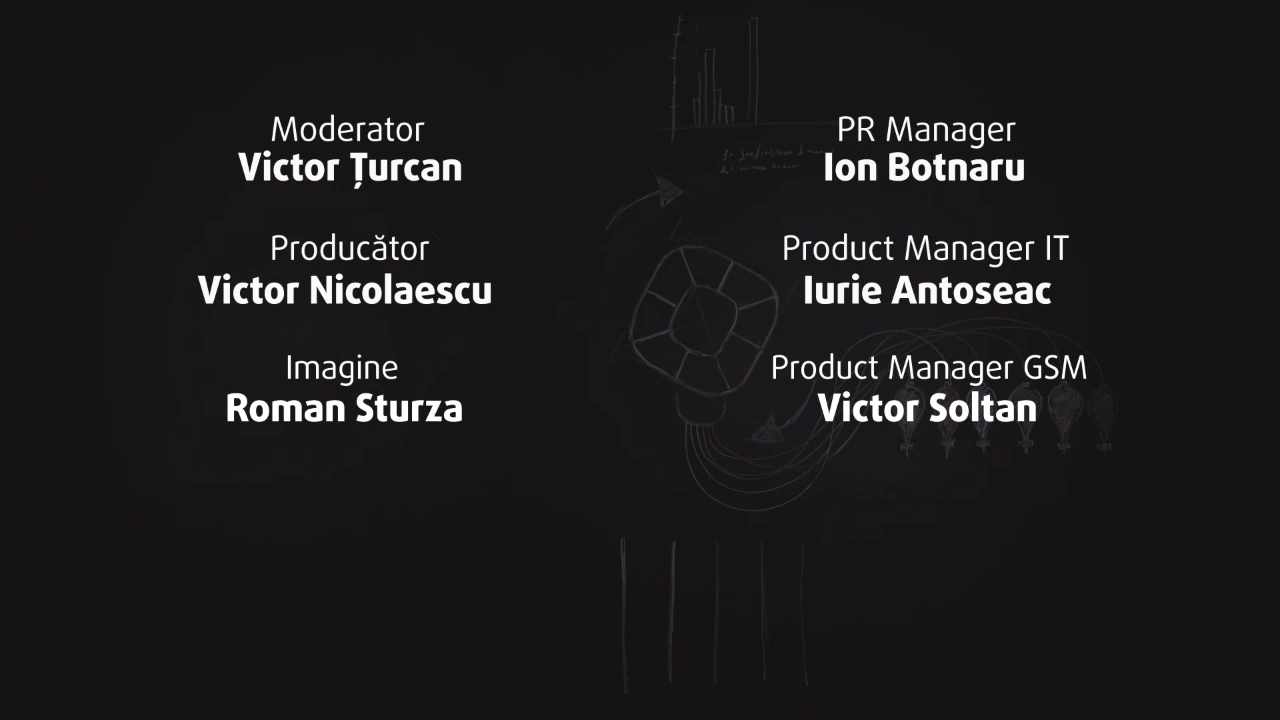 Moderator
Victor Țurcan
Producător
Victor Nicolaescu
Imagine
Roman Sturza
PR Manager
Ion Botnaru
Product Manager IT
Iurie Antoseac
Product Manager GSM
Victor Soltan